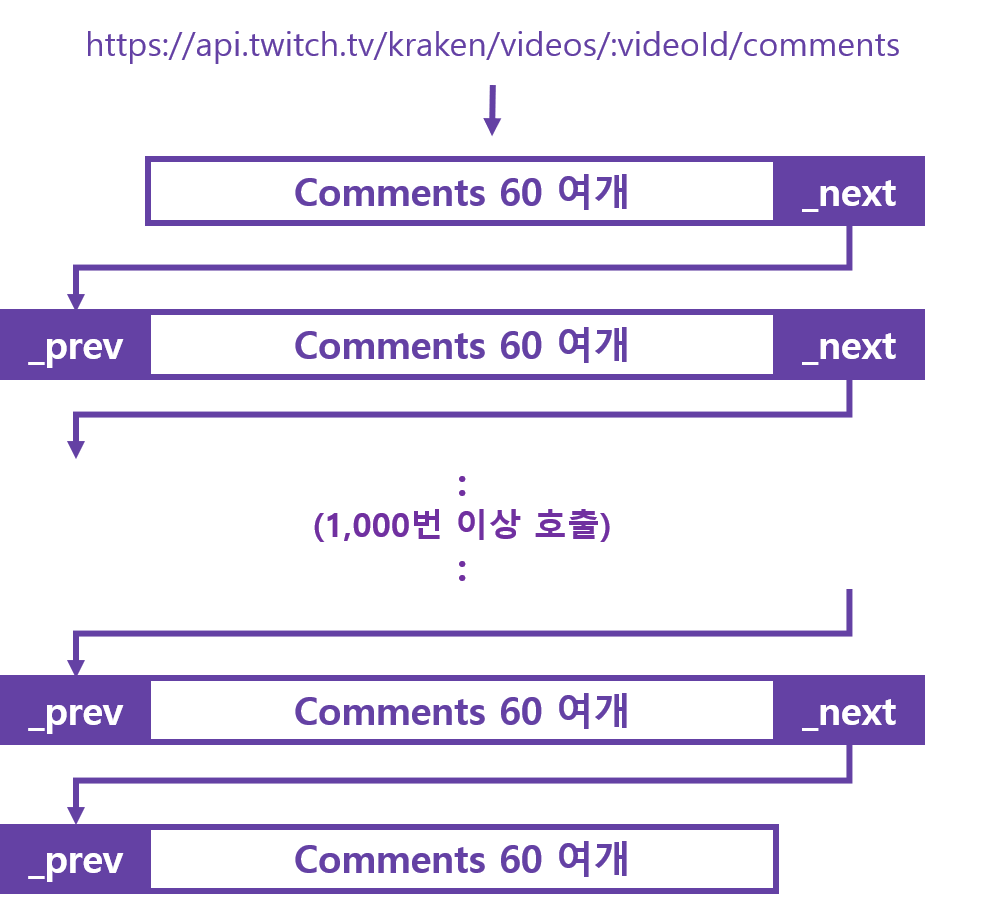 https://api.twitch.tv/kraken/videos/:videoId/comments
Comments 60 여개 _next
_prev Comments 60 여개 _next
:
(1,000번 이상 호출)
:
_prev Comments 60 여개 _next
_prev Comments 60 여개